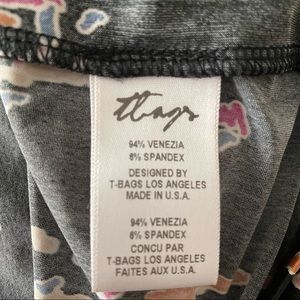 tbags
94% VENEZIA
6% SPANDEX
DESIGNED BY
T-BAGS LOS ANGELES
MADE IN U.S.A.
94% VENEZIA
6% SPANDEX
CONCU PAR
T-BAGS LOS ANGELES
FAITES AUX U.S.A.